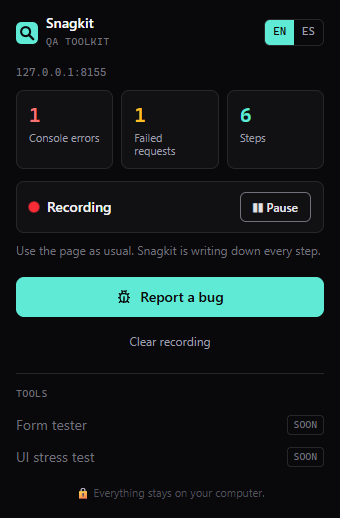 Snagkit
QA TOOLKIT
EN ES
127.0.0.1:8155
1
Console errors
1
Failed
requests
6
Steps
Recording
Pause
Use the page as usual. Snagkit is writing down every step.
Report a bug
Clear recording
TOOLS
Form tester SOON
UI stress test SOON
Everything stays on your computer.